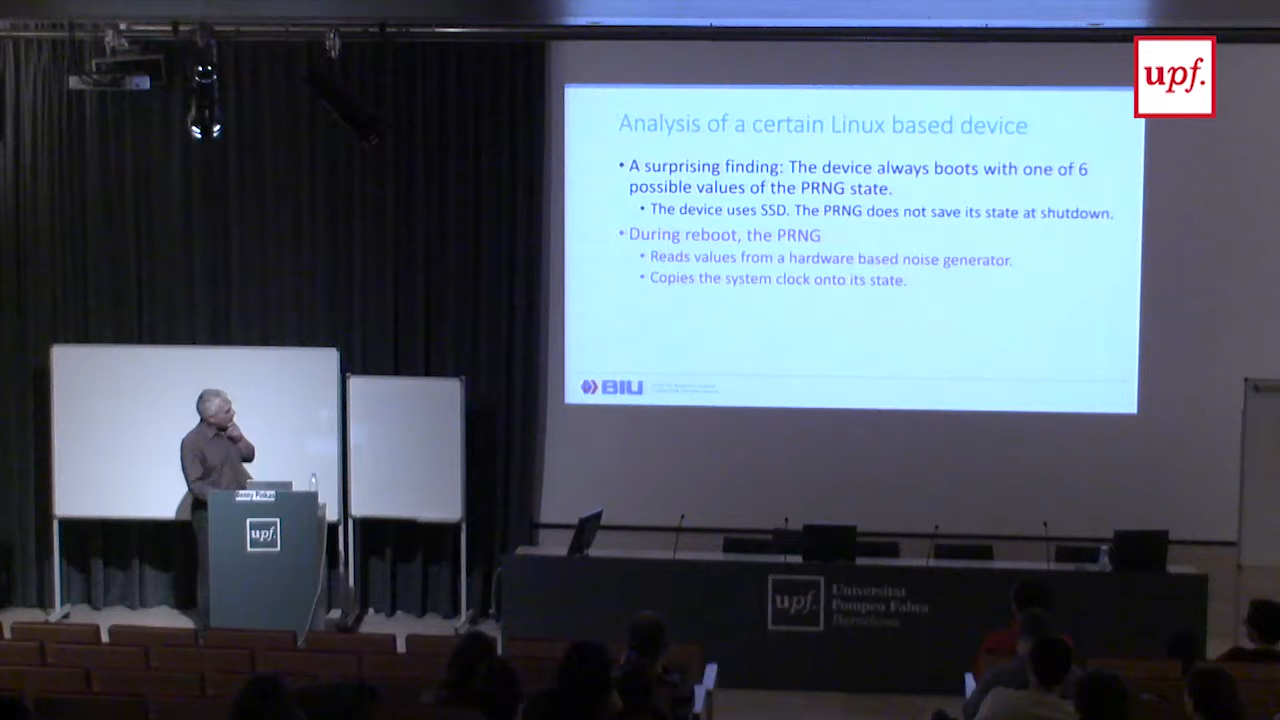 upf.
Analysis of a certain Linux based device
• A surprising finding: The device always boots with one of 6
possible values of the PRNG state.
• The device uses SSD. The PRNG does not save its state at shutdown.
• During reboot, the PRNG
• Reads values from a hardware based noise generator.
• Copies the system clock onto its state.
BIU
Benny Pinkas
upf.
upf.
Universitat
Pompeu Fabra
Barcelona